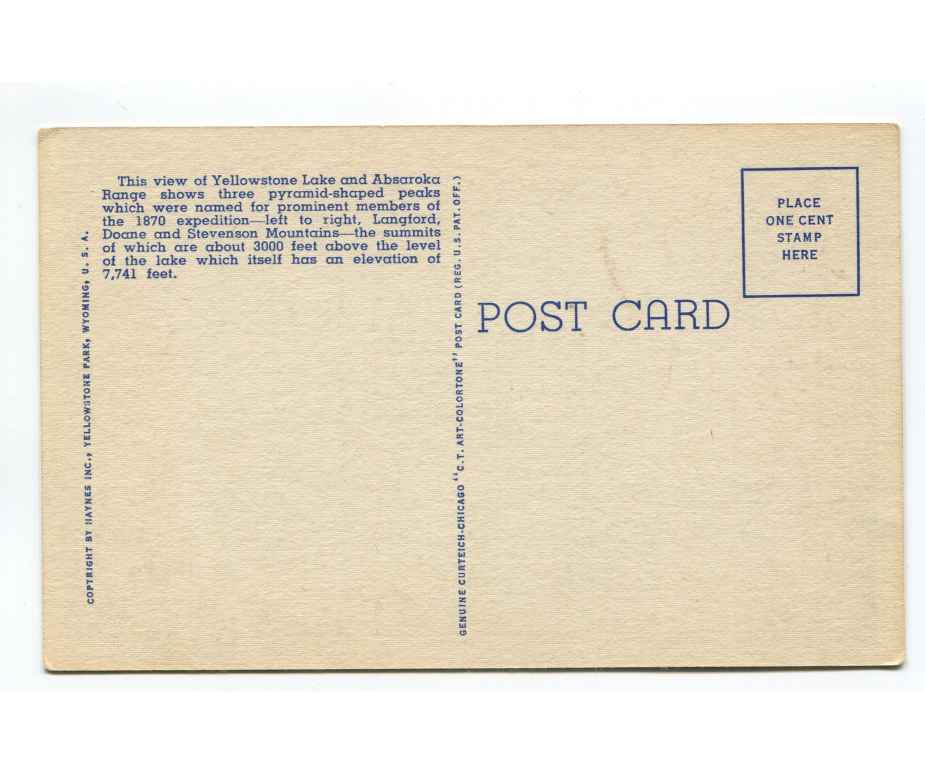 This view of Yellowstone Lake and Absaroka
Range shows three pyramid-shaped peaks
which were named for prominent members of
the 1870 expedition—left to right, Langford,
Doane and Stevenson Mountains—the summits
of which are about 3000 feet above the level
of the lake which itself has an elevation of
7,741 feet.
COPYRIGHT BY HAYNES INC., YELLOWSTONE PARK, WYOMING, U. S. A.
GENUINE CURTEICH-CHICAGO "C.T. ART-COLORTONE" POST CARD (REG. U.S. PAT. OFF.)
POST CARD
PLACE
ONE CENT
STAMP
HERE